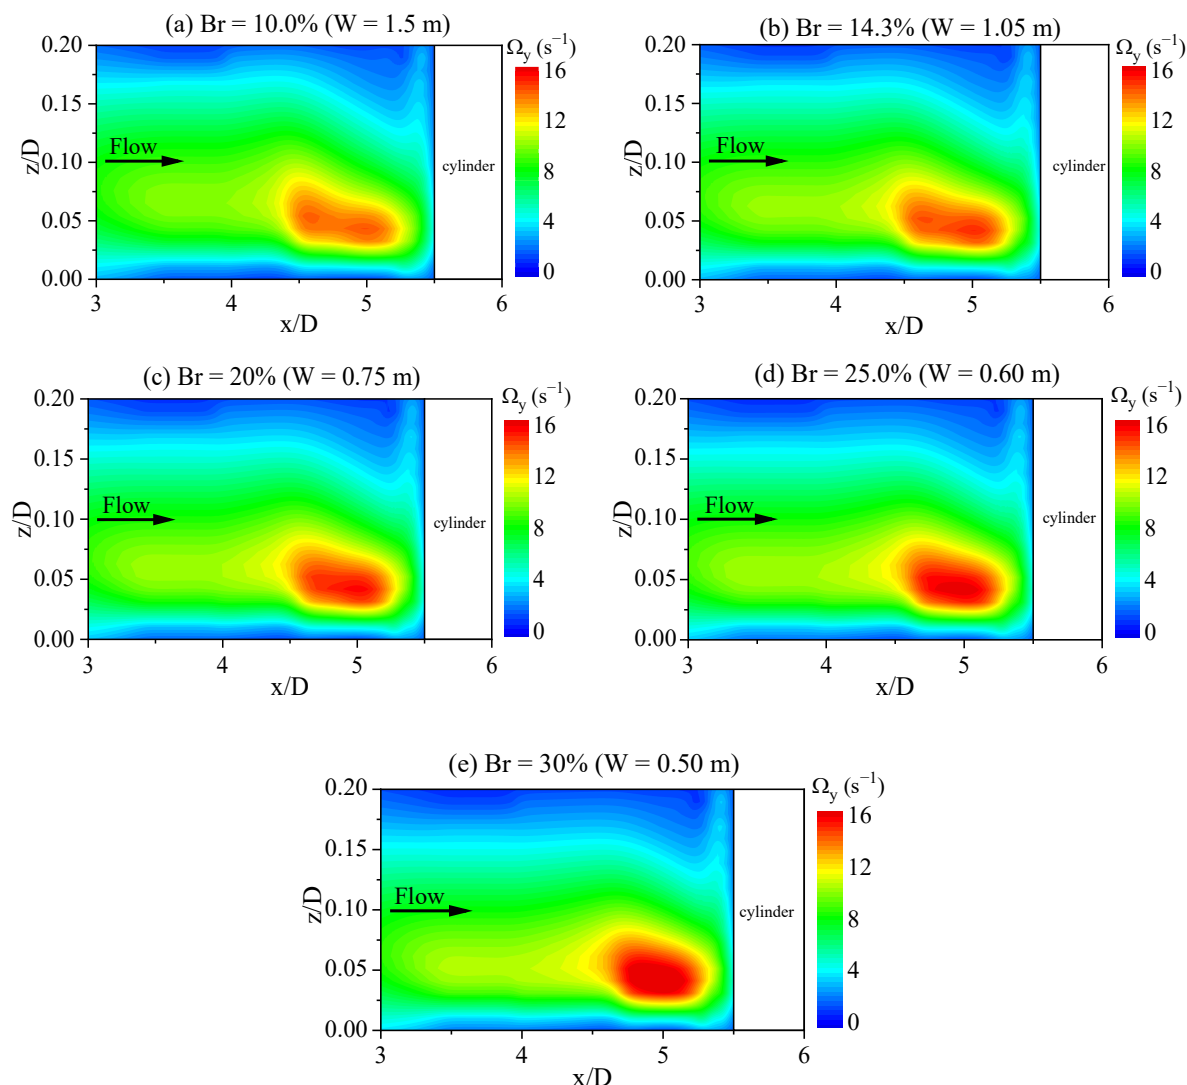 (a) Br = 10.0% (W = 1.5 m)
Ω_y (s⁻¹)
0.20
0.15
0.10
0.05
0.00
z/D
Flow
cylinder
16
12
8
4
0
3 4 5 6
x/D
(b) Br = 14.3% (W = 1.05 m)
Ω_y (s⁻¹)
0.20
0.15
0.10
0.05
0.00
z/D
Flow
cylinder
16
12
8
4
0
3 4 5 6
x/D
(c) Br = 20% (W = 0.75 m)
Ω_y (s⁻¹)
0.20
0.15
0.10
0.05
0.00
z/D
Flow
cylinder
16
12
8
4
0
3 4 5 6
x/D
(d) Br = 25.0% (W = 0.60 m)
Ω_y (s⁻¹)
0.20
0.15
0.10
0.05
0.00
z/D
Flow
cylinder
16
12
8
4
0
3 4 5 6
x/D
(e) Br = 30% (W = 0.50 m)
Ω_y (s⁻¹)
0.20
0.15
0.10
0.05
0.00
z/D
Flow
cylinder
16
12
8
4
0
3 4 5 6
x/D